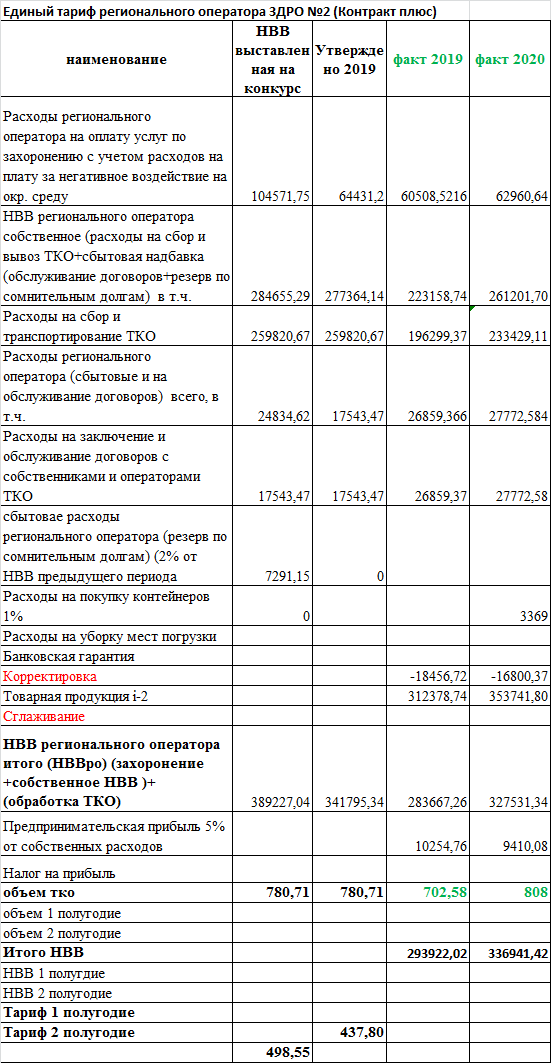 Единый тариф регионального оператора ЗДРО №2 (Контракт плюс)
наименование
НВВ
выставлен
ная на
конкурс
Утвержде
но 2019
факт 2019
факт 2020
Расходы регионального
оператора на оплату услуг по
захоронению с учетом расходов на
плату за негативное воздействие на
окр. среду
104571,75 64431,2 60508,5216 62960,64
НВВ регионального оператора
собственное (расходы на сбор и
вывоз ТКО+сбытовая надбавка
(обслуживание договоров+резерв по
сомнительным долгам) в т.ч.
284655,29 277364,14 223158,74 261201,70
Расходы на сбор и
транспортирование ТКО
259820,67 259820,67 196299,37 233429,11
Расходы регионального
оператора (сбытовые и на
обслуживание договоров) всего, в
т.ч.
24834,62 17543,47 26859,366 27772,584
Расходы на заключение и
обслуживание договоров с
собственниками и операторами
ТКО
17543,47 17543,47 26859,37 27772,58
сбытовае расходы
регионального оператора (резерв по
сомнительным долгам) (2% от
НВВ предыдущего периода
7291,15 0
Расходы на покупку контейнеров
1%
0 3369
Расходы на уборку мест погрузки
Банковская гарантия
Корректировка -18456,72 -16800,37
Товарная продукция i-2 312378,74 353741,80
Сглаживание
НВВ регионального оператора
итого (НВВро) (захоронение
+собственное НВВ )+
(обработка ТКО)
389227,04 341795,34 283667,26 327531,34
Предпринимательская прибыль 5%
от собственных расходов
10254,76 9410,08
Налог на прибыль
объем тко 780,71 780,71 702,58 808
объем 1 полугодие
объем 2 полугодие
Итого НВВ 293922,02 336941,42
НВВ 1 полугдие
НВВ 2 полугодие
Тариф 1 полугодие
Тариф 2 полугодие 437,80
498,55